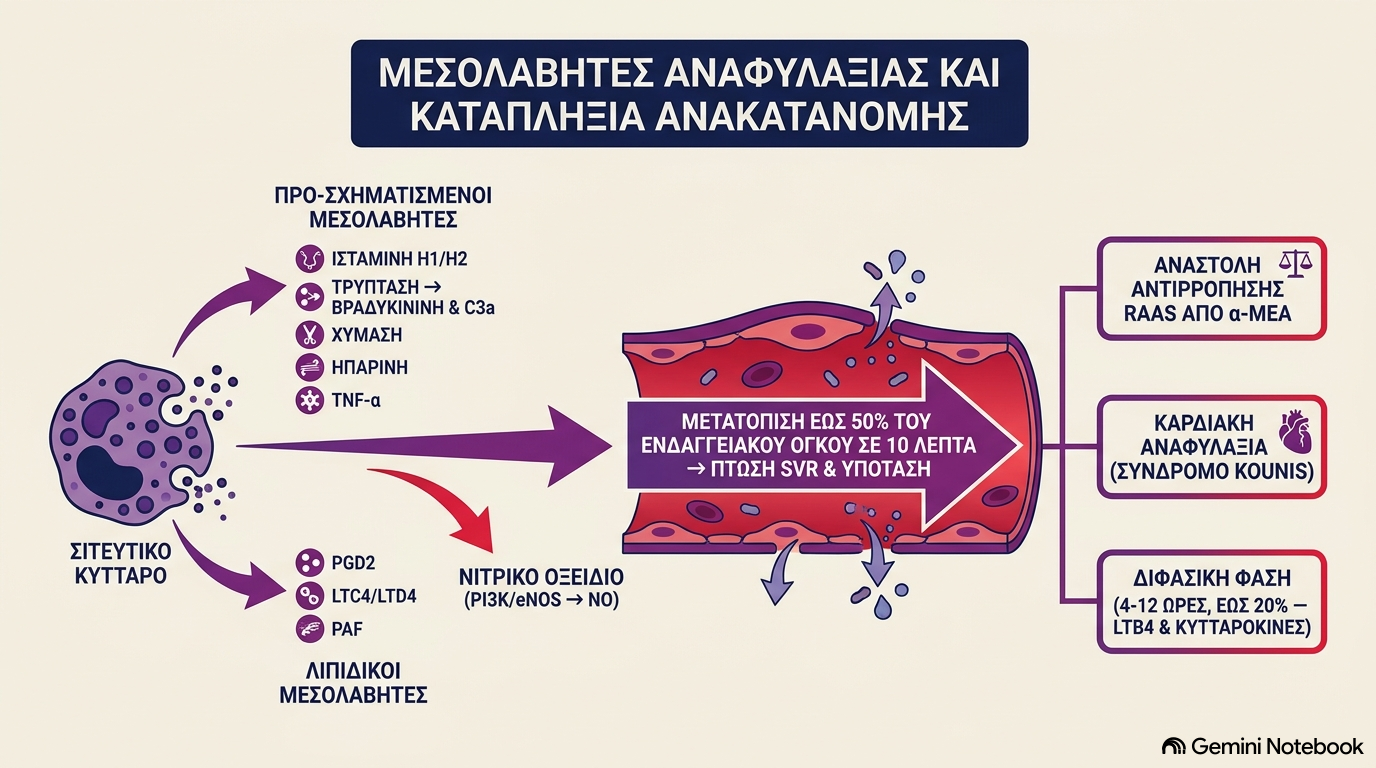 ΜΕΣΟΛΑΒΗΤΕΣ ΑΝΑΦΥΛΑΞΙΑΣ ΚΑΙ
ΚΑΤΑΠΛΗΞΙΑ ΑΝΑΚΑΤΑΝΟΜΗΣ
ΠΡΟ-ΣΧΗΜΑΤΙΣΜΕΝΟΙ
ΜΕΣΟΛΑΒΗΤΕΣ
ΙΣΤΑΜΙΝΗ H1/H2
ΤΡΥΠΤΑΣΗ →
ΒΡΑΔΥΚΙΝΙΝΗ & C3a
ΧΥΜΑΣΗ
ΗΠΑΡΙΝΗ
TNF-α
ΣΙΤΕΥΤΙΚΟ
ΚΥΤΤΑΡΟ
PGD2
LTC4/LTD4
PAF
ΛΙΠΙΔΙΚΟΙ
ΜΕΣΟΛΑΒΗΤΕΣ
ΝΙΤΡΙΚΟ ΟΞΕΙΔΙΟ
(PI3K/eNOS → NO)
ΜΕΤΑΤΟΠΙΣΗ ΕΩΣ 50% ΤΟΥ
ΕΝΔΑΓΓΕΙΑΚΟΥ ΟΓΚΟΥ ΣΕ 10 ΛΕΠΤΑ
→ ΠΤΩΣΗ SVR & ΥΠΟΤΑΣΗ
ΑΝΑΣΤΟΛΗ
ΑΝΤΙΡΡΟΠΗΣΗΣ
RAAS ΑΠΟ α-ΜΕΑ
ΚΑΡΔΙΑΚΗ
ΑΝΑΦΥΛΑΞΙΑ
(ΣΥΝΔΡΟΜΟ KOUNIS)
ΔΙΦΑΣΙΚΗ ΦΑΣΗ
(4-12 ΩΡΕΣ, ΕΩΣ 20% —
LTB4 & ΚΥΤΤΑΡΟΚΙΝΕΣ)
Gemini Notebook